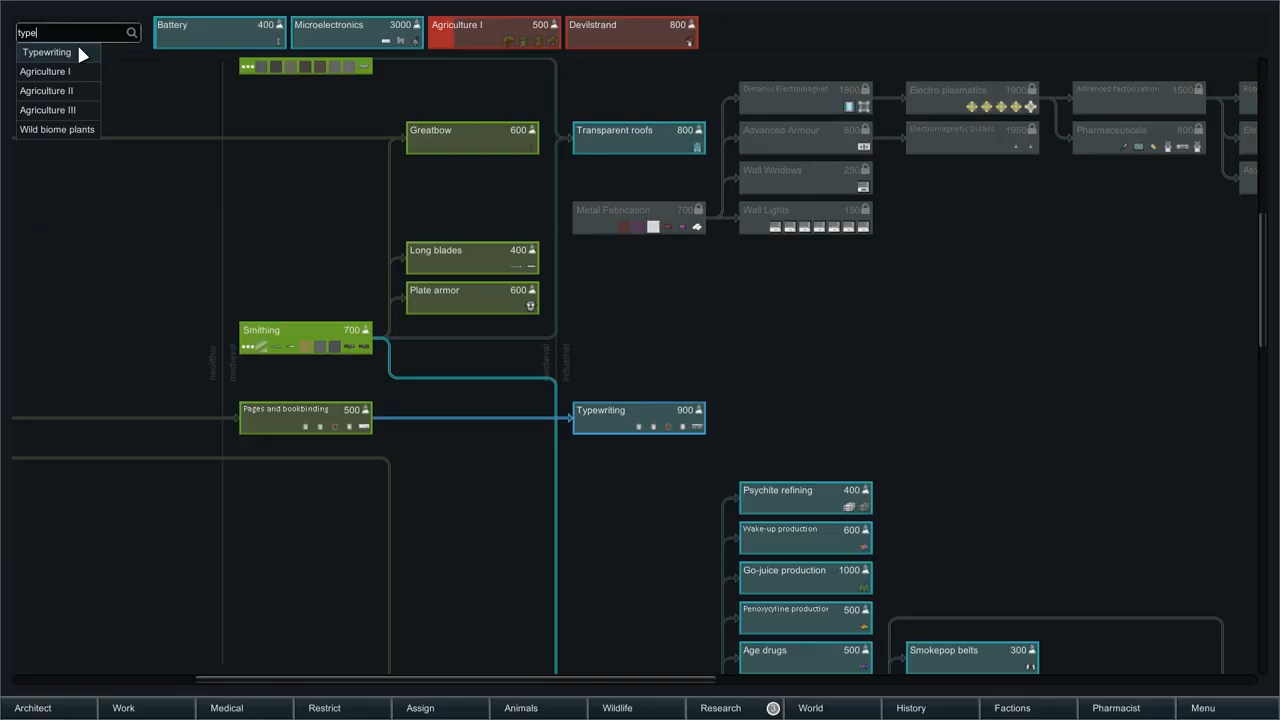 type
Typewriting
Agriculture I
Agriculture II
Agriculture III
Wild biome plants
Battery 400
Microelectronics 3000
Agriculture I 500
Devilstrand 800
Greatbow 600
Transparent roofs 800
Dinamic Electromagnet 1800
Electro plasmatics 1900
Advanced factorisation 1500
Advanced Armour 800
Electromagnetic Disass 1950
Pharmaceuticals 600
Wall Windows 250
Metal Fabrication 700
Wall Lights 150
Long blades 400
Plate armor 600
Smithing 700
neolithic
medieval
industrial
Pages and bookbinding 500
Typewriting 900
Psychite refining 400
Wake-up production 600
Go-juice production 1000
Penoxycyline production 500
Age drugs 500
Smokepop belts 300
Architect
Work
Medical
Restrict
Assign
Animals
Wildlife
Research
3
World
History
Factions
Pharmacist
Menu